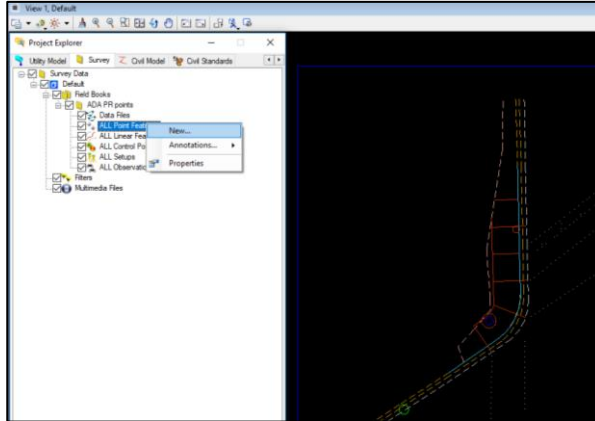 View 1, Default
Project Explorer
Utility Model Survey Civil Model Civil Standards
Survey Data
Default
Field Books
ADA PR points
Data Files
ALL Point Feat
ALL Linear Fea
ALL Control Po
ALL Setups
ALL Observatio
Filters
Multimedia Files
New...
Annotations...
Properties